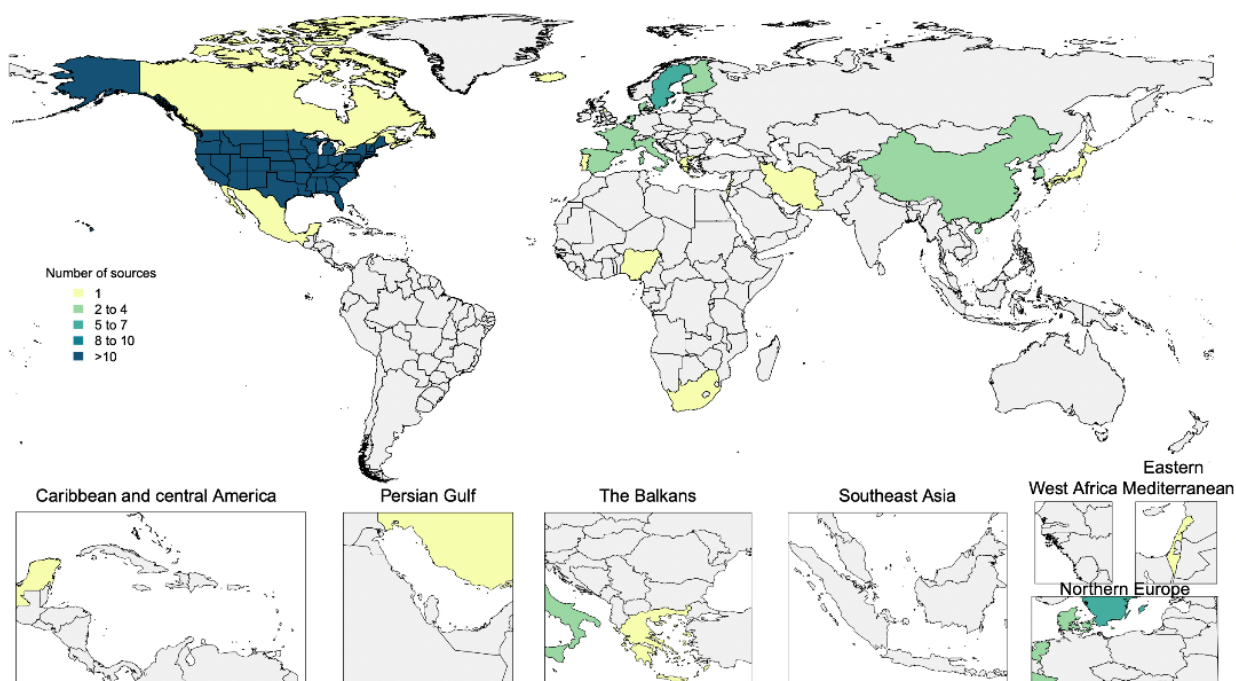 Number of sources
1
2 to 4
5 to 7
8 to 10
>10
Caribbean and central America
Persian Gulf
The Balkans
Southeast Asia
West Africa
Eastern
Mediterranean
Northern Europe